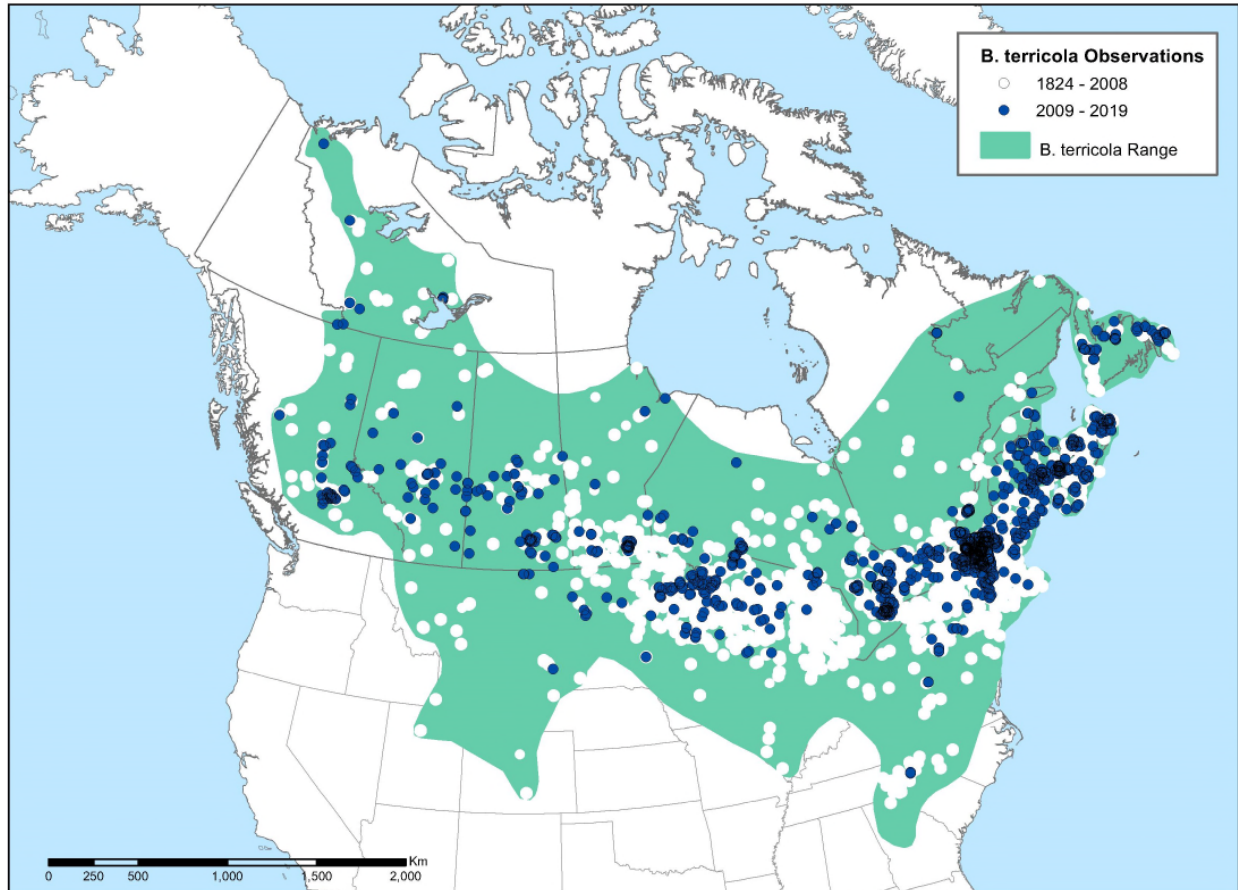 B. terricola Observations
1824 - 2008
2009 - 2019
B. terricola Range
Km
0 250 500 1,000 1,500 2,000